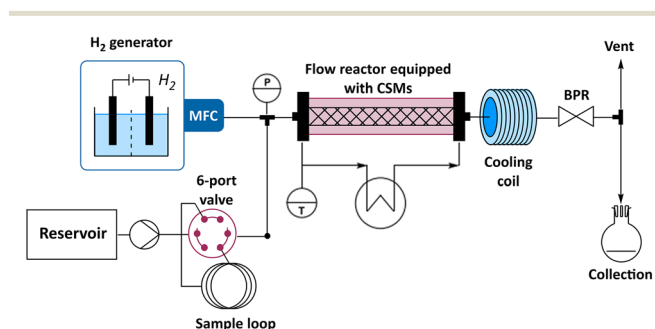 H2 generator
H2
MFC
P
Flow reactor equipped
with CSMs
T
Cooling
coil
BPR
Vent
Collection
6-port
valve
Reservoir
Sample loop